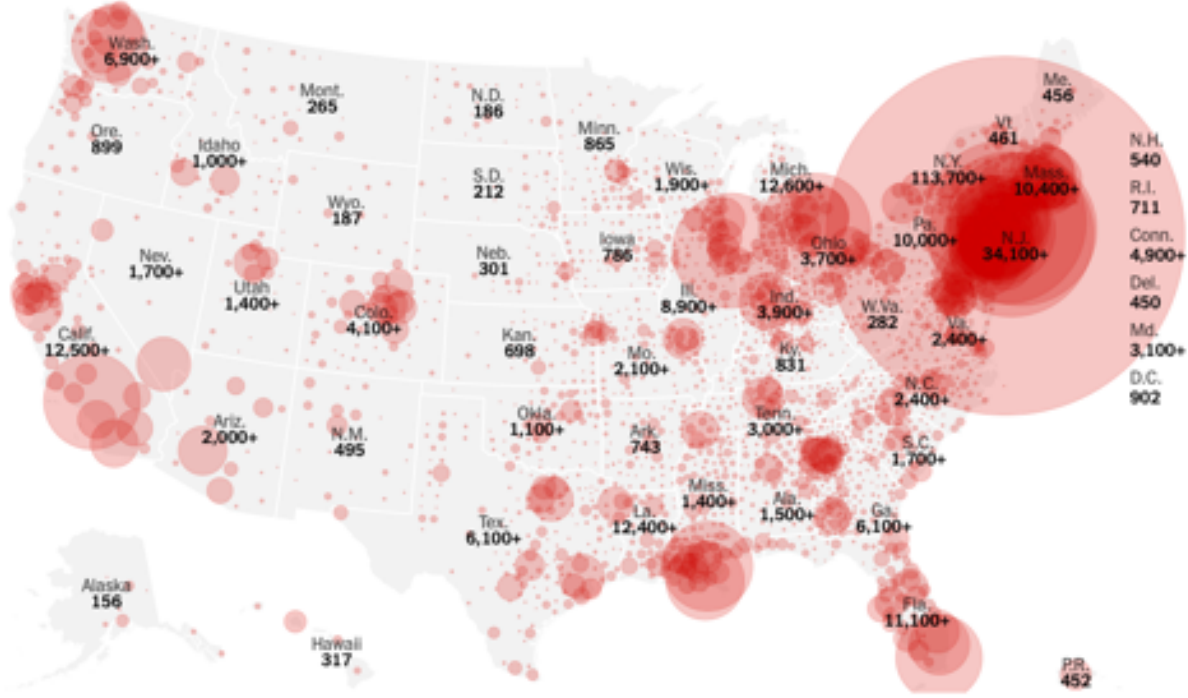 Wash.
6,900+
Mont.
265
N.D.
186
Me.
456
Ore.
899
Idaho
1,000+
Minn.
865
Vt.
461
N.H.
540
S.D.
212
Wis.
1,900+
Mich.
12,600+
N.Y.
113,700+
Mass.
10,400+
R.I.
711
Wyo.
187
Nev.
1,700+
Neb.
301
Iowa
786
Ohio
3,700+
Pa.
10,000+
N.J.
34,100+
Conn.
4,900+
Utah
1,400+
Colo.
4,100+
Ill.
8,900+
Ind.
3,900+
W.Va.
282
Del.
450
Calif.
12,500+
Kan.
698
Mo.
2,100+
Ky.
831
Va.
2,400+
Md.
3,100+
D.C.
902
Ariz.
2,000+
N.M.
495
Okla.
1,100+
Ark.
743
Tenn.
3,000+
N.C.
2,400+
S.C.
1,700+
Miss.
1,400+
Tex.
6,100+
La.
12,400+
Ala.
1,500+
Ga.
6,100+
Alaska
156
Hawaii
317
Fla.
11,100+
P.R.
452